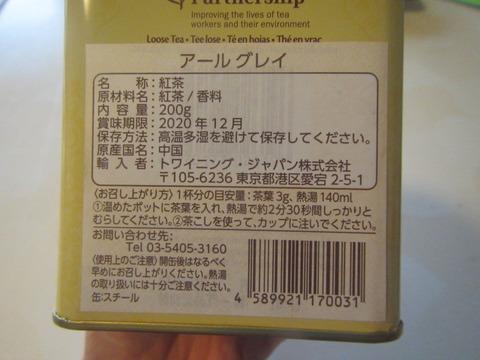 Partnership
Improving the lives of tea
workers and their environment
Loose Tea • Tee lose • Té en hojas • Thé en vrac
アール グレイ
名　　称：紅茶
原材料名：紅茶 / 香料
内 容 量：200g
賞味期限：2020年12月
保存方法：高温多湿を避けて保存してください。
原産国名：中国
輸 入 者：トワイニング・ジャパン株式会社
〒105-6236 東京都港区愛宕 2-5-1
〈お召し上がり方〉1杯分の目安量：茶葉 3g、熱湯 140ml
①温めたポットに茶葉を入れ、熱湯で約2分30秒間しっかりと
むらしてください。②茶こしを使って、カップに注いでください。
お問い合わせ先：
Tel 03-5405-3160
〈使用上のご注意〉開缶後はなるべく
早めにお召し上がりください。熱湯
の取り扱いには十分ご注意ください。
缶：スチール
4 589921 170031